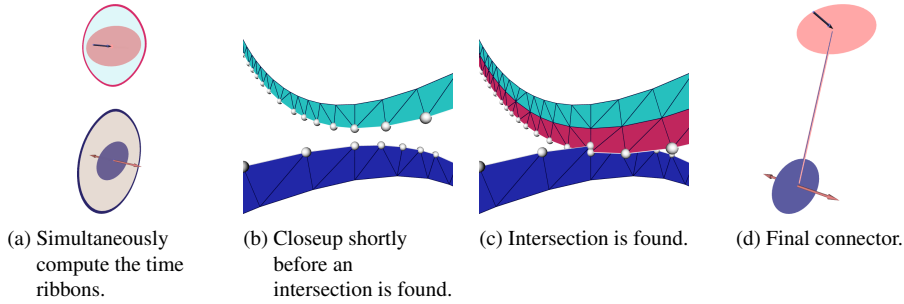 (a) Simultaneously
compute the time
ribbons.
(b) Closeup shortly
before an
intersection is found.
(c) Intersection is found.
(d) Final connector.